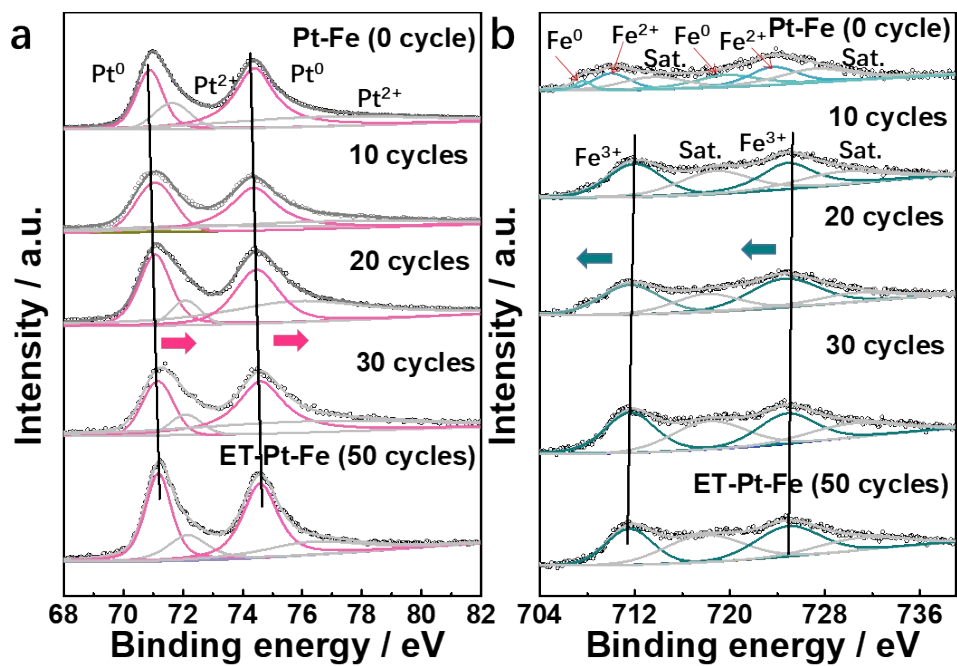 a
Pt-Fe (0 cycle)
Pt⁰
Pt²⁺
Pt⁰
Pt²⁺
10 cycles
20 cycles
30 cycles
ET-Pt-Fe (50 cycles)
Intensity / a.u.
68 70 72 74 76 78 80 82
Binding energy / eV
b
Pt-Fe (0 cycle)
Fe⁰
Fe²⁺
Sat.
Fe⁰
Fe²⁺
Sat.
10 cycles
Fe³⁺
Sat.
Fe³⁺
Sat.
20 cycles
30 cycles
ET-Pt-Fe (50 cycles)
Intensity / a.u.
704 712 720 728 736
Binding energy / eV